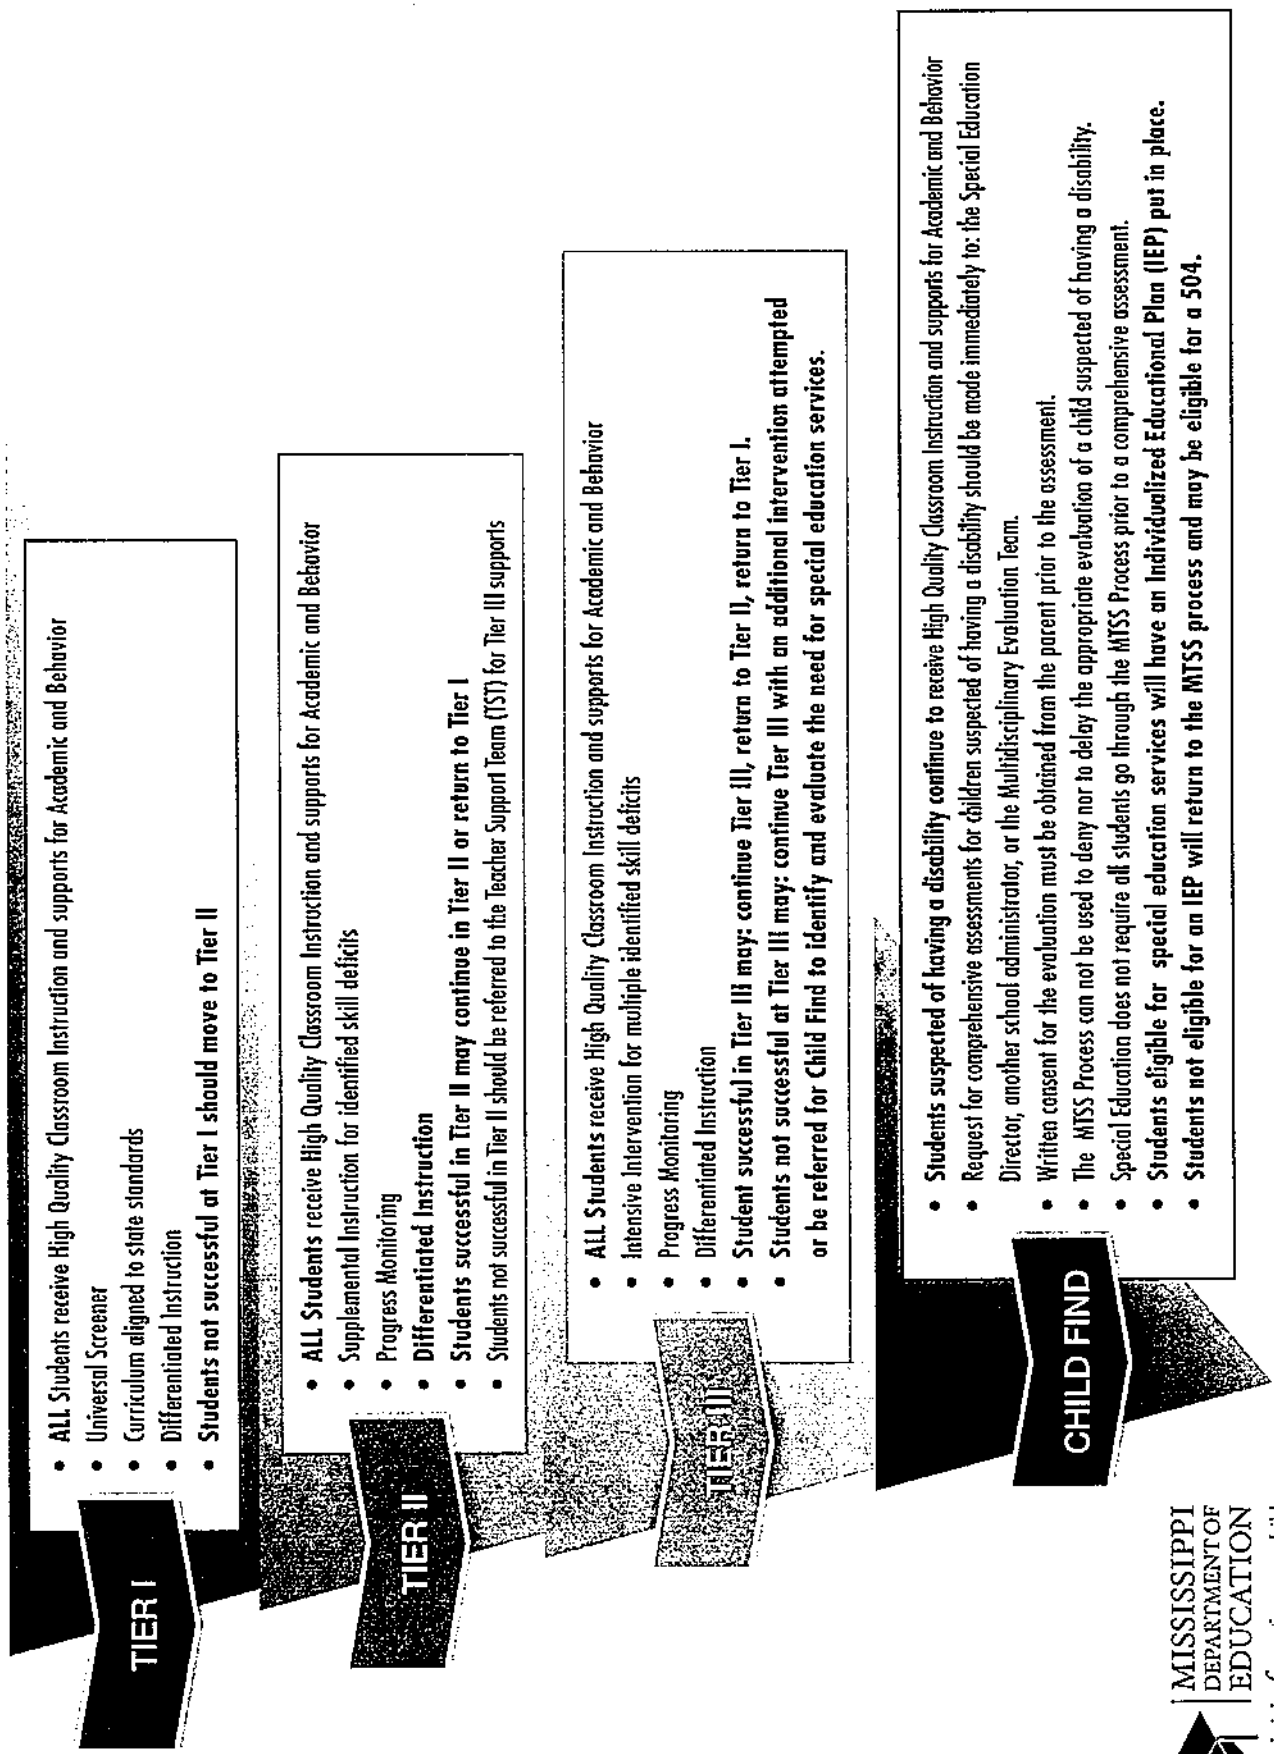 TIER I
• ALL Students receive High Quality Classroom Instruction and supports for Academic and Behavior
• Universal Screener
• Curriculum aligned to state standards
• Differentiated Instruction
• Students not successful at Tier I should move to Tier II
TIER II
• ALL Students receive High Quality Classroom Instruction and supports for Academic and Behavior
• Supplemental Instruction for identified skill deficits
• Progress Monitoring
• Differentiated Instruction
• Students successful in Tier II may continue in Tier II or return to Tier I
• Students not successful in Tier II should be referred to the Teacher Support Team (TST) for Tier III supports
TIER III
• ALL Students receive High Quality Classroom Instruction and supports for Academic and Behavior
• Intensive Intervention for multiple identified skill deficits
• Progress Monitoring
• Differentiated Instruction
• Student successful in Tier III may: continue Tier III, return to Tier II, return to Tier I.
• Students not successful at Tier III may: continue Tier III with an additional intervention attempted
or be referred for Child Find to identify and evaluate the need for special education services.
CHILD FIND
• Students suspected of having a disability continue to receive High Quality Classroom Instruction and supports for Academic and Behavior
• Request for comprehensive assessments for children suspected of having a disability should be made immediately to: the Special Education
Director, another school administrator, or the Multidisciplinary Evaluation Team.
• Written consent for the evaluation must be obtained from the parent prior to the assessment.
• The MTSS Process can not be used to deny nor to delay the appropriate evaluation of a child suspected of having a disability.
• Special Education does not require all students go through the MTSS Process prior to a comprehensive assessment.
• Students eligible for special education services will have an Individualized Educational Plan (IEP) put in place.
• Students not eligible for an IEP will return to the MTSS process and may be eligible for a 504.
MISSISSIPPI
DEPARTMENT OF
EDUCATION